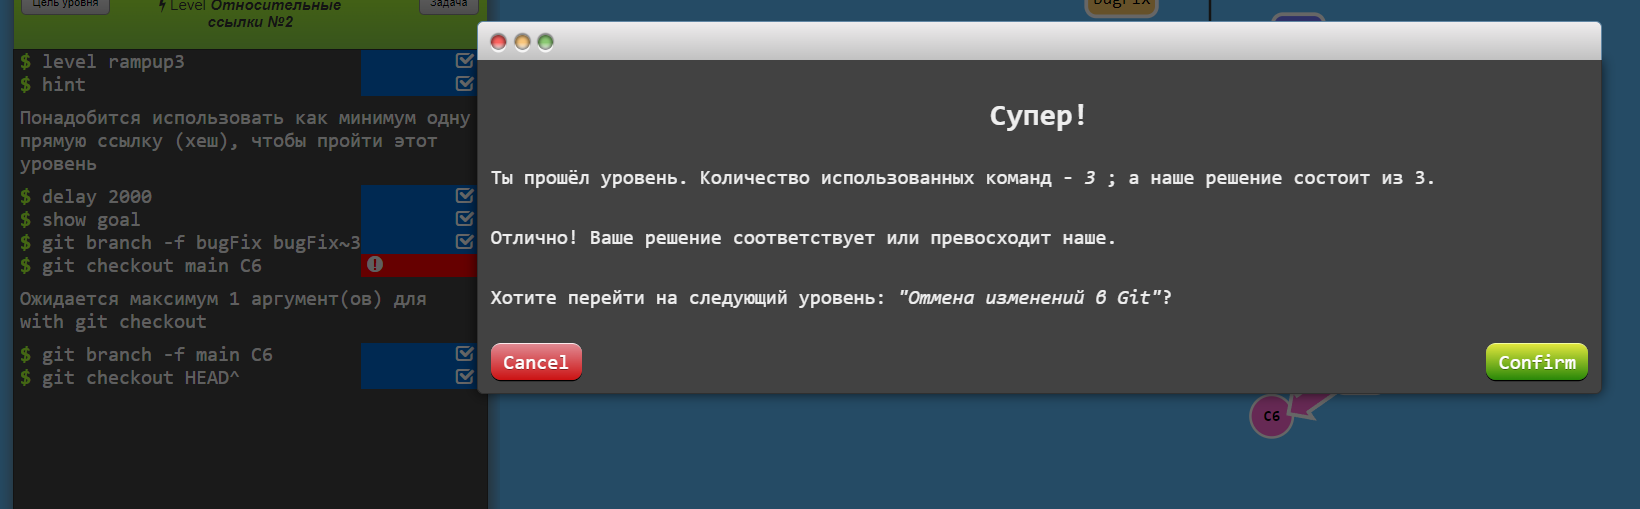 Цель уровня
Level Относительные
ссылки №2
Задача
$ level rampup3
$ hint
Понадобится использовать как минимум одну
прямую ссылку (хеш), чтобы пройти этот
уровень
$ delay 2000
$ show goal
$ git branch -f bugFix bugFix~3
$ git checkout main C6
Ожидается максимум 1 аргумент(ов) для
with git checkout
$ git branch -f main C6
$ git checkout HEAD^
bugFix
Супер!
Ты прошёл уровень. Количество использованных команд - 3 ; а наше решение состоит из 3.
Отлично! Ваше решение соответствует или превосходит наше.
Хотите перейти на следующий уровень: "Отмена изменений в Git"?
Cancel
Confirm
C6